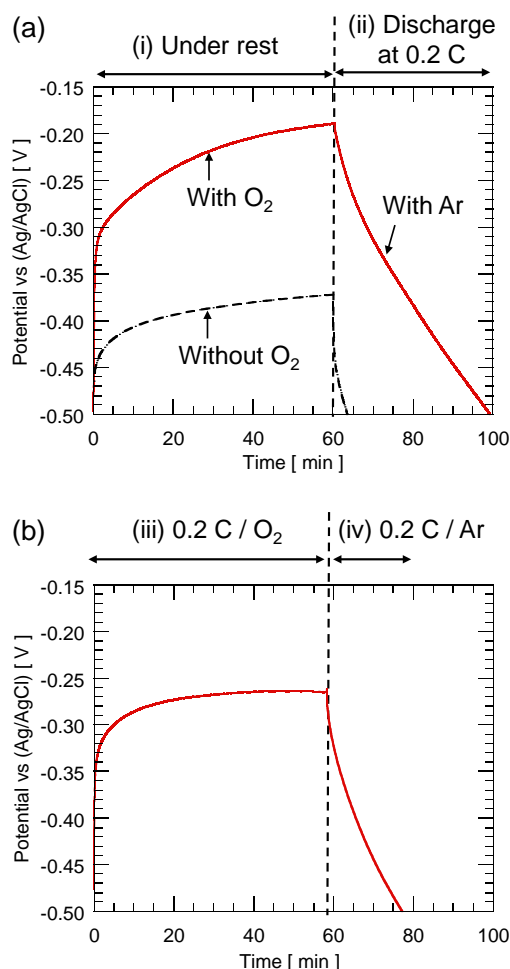 (a)
(i) Under rest
(ii) Discharge
at 0.2 C
Potential vs (Ag/AgCl) [ V ]
-0.15
-0.20
-0.25
-0.30
-0.35
-0.40
-0.45
-0.50
With O₂
With Ar
Without O₂
0 20 40 60 80 100
Time [ min ]
(b)
(iii) 0.2 C / O₂
(iv) 0.2 C / Ar
Potential vs (Ag/AgCl) [ V ]
-0.15
-0.20
-0.25
-0.30
-0.35
-0.40
-0.45
-0.50
0 20 40 60 80 100
Time [ min ]